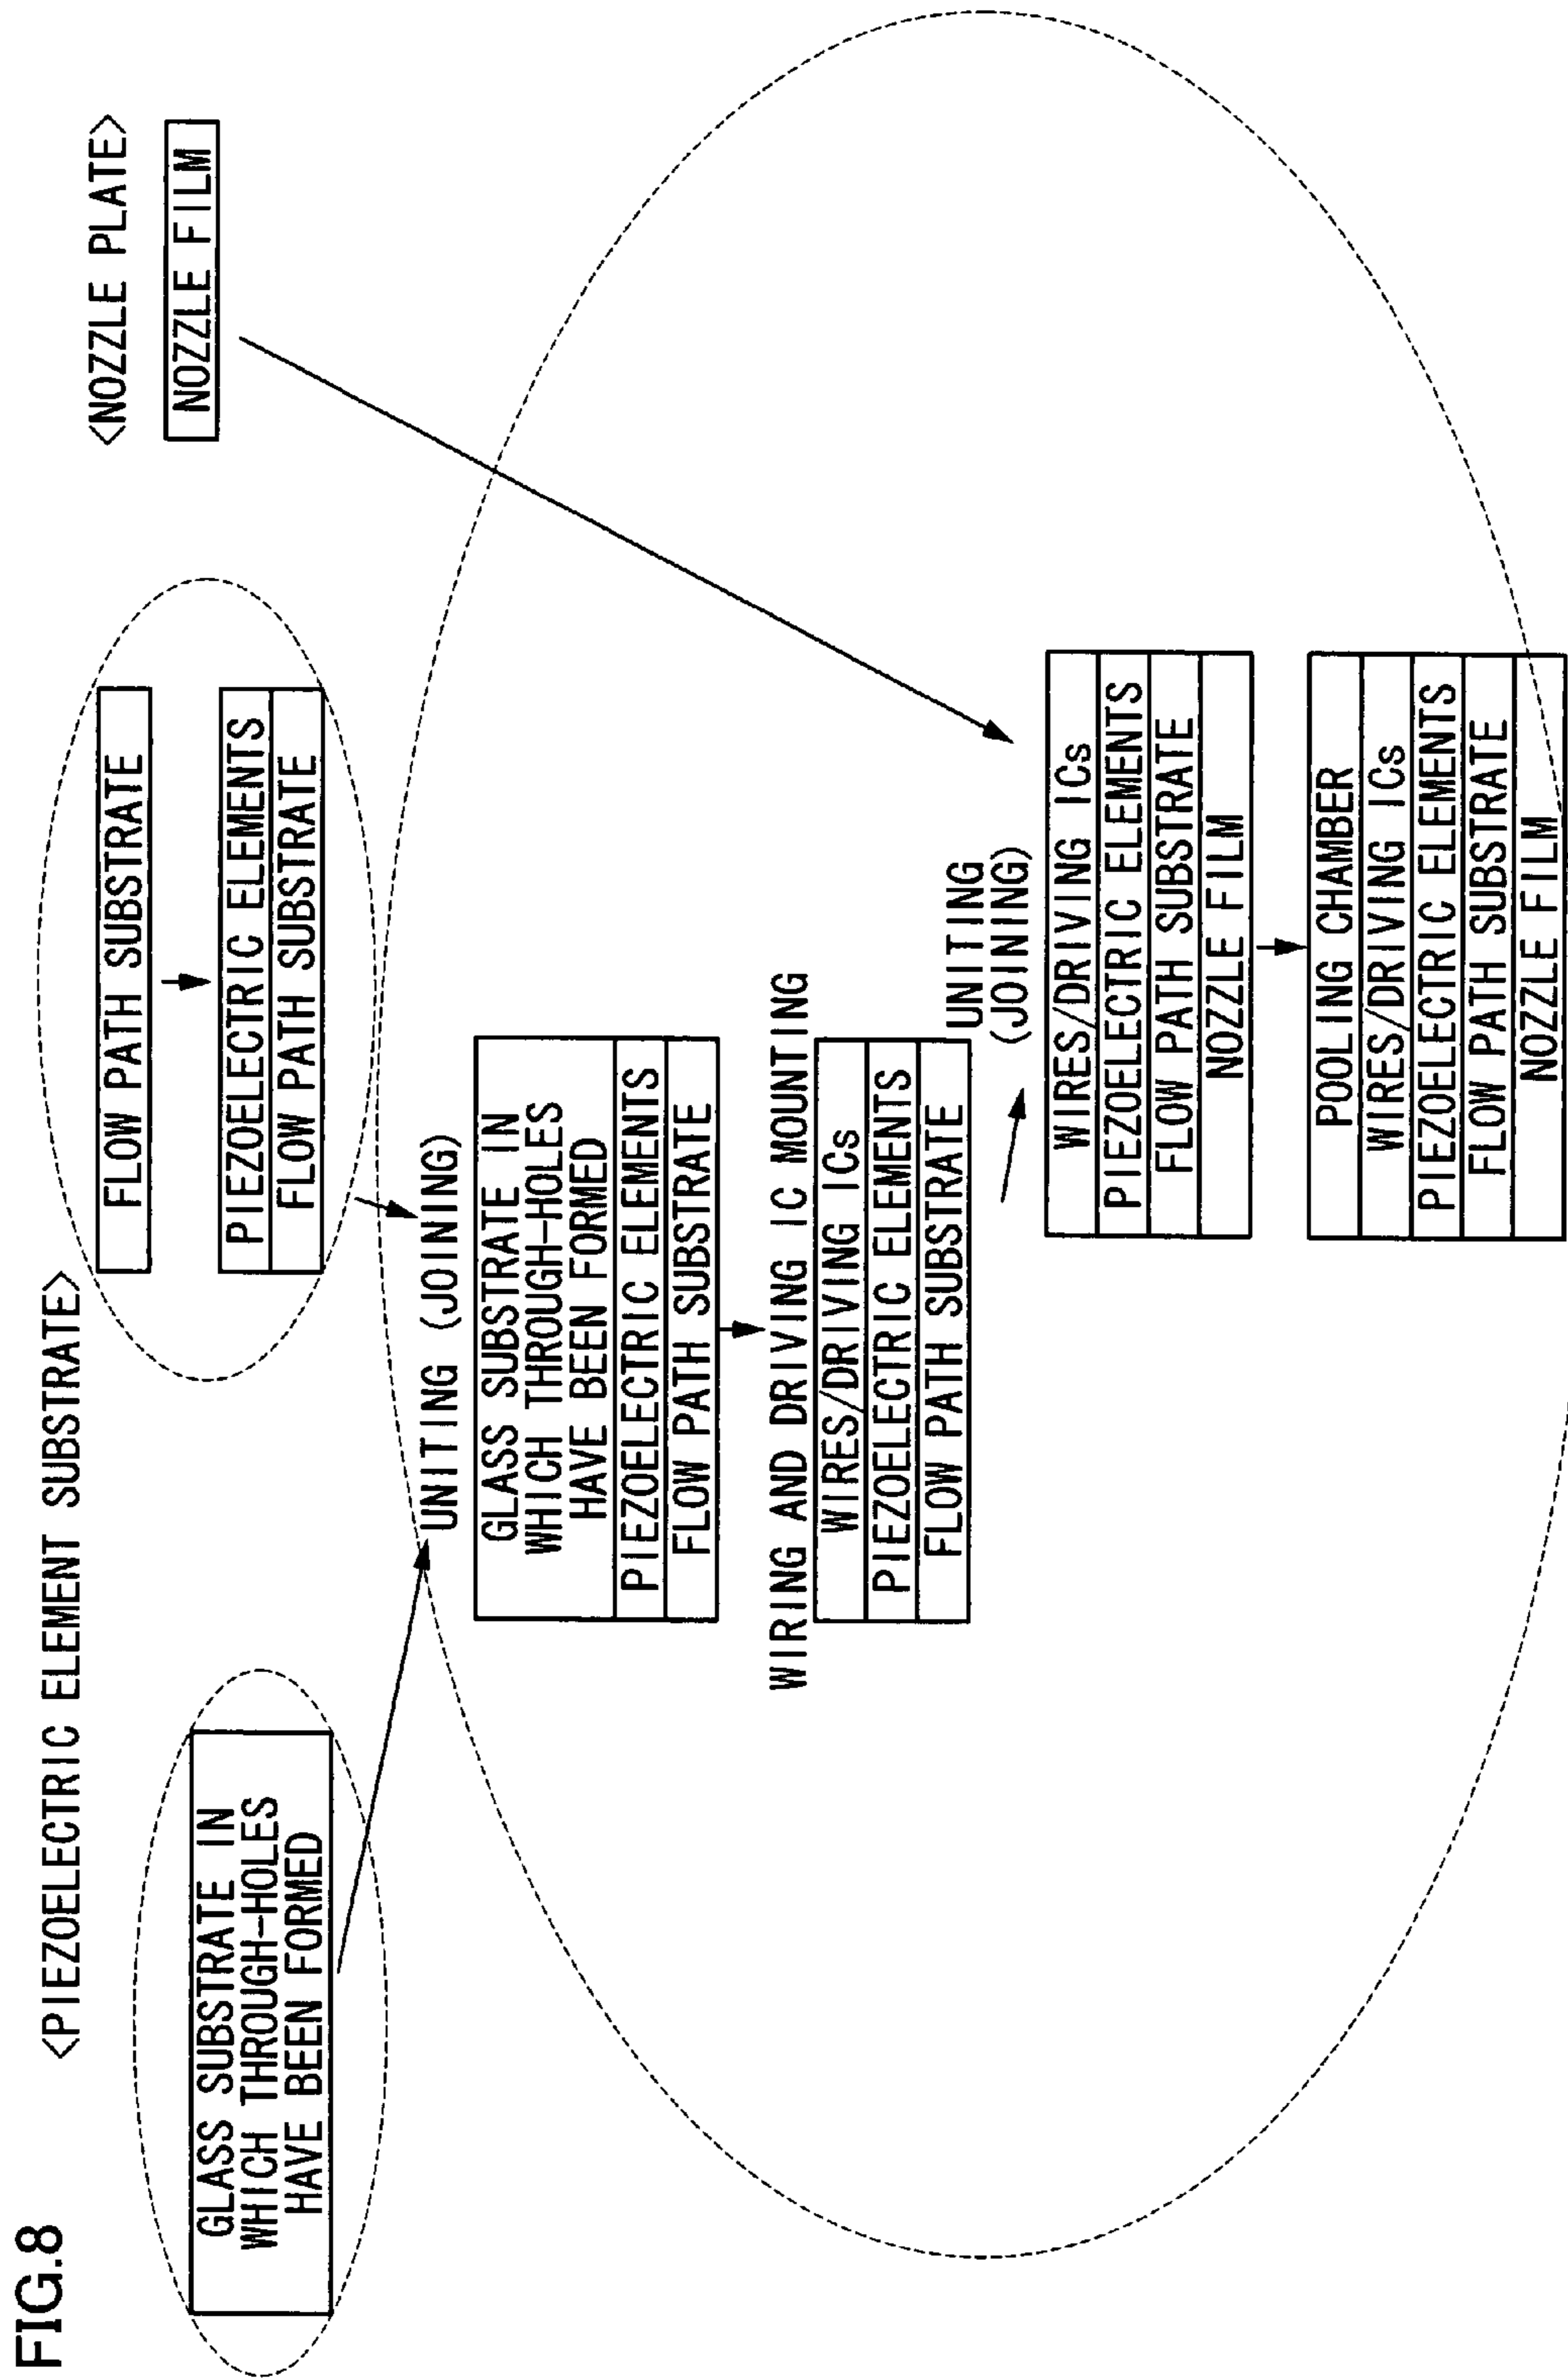 FIG.8
<PIEZOELECTRIC ELEMENT SUBSTRATE>
<NOZZLE PLATE>
GLASS SUBSTRATE IN
WHICH THROUGH-HOLES
HAVE BEEN FORMED
FLOW PATH SUBSTRATE
PIEZOELECTRIC ELEMENTS
FLOW PATH SUBSTRATE
NOZZLE FILM
UNITING (JOINING)
GLASS SUBSTRATE IN
WHICH THROUGH-HOLES
HAVE BEEN FORMED
PIEZOELECTRIC ELEMENTS
FLOW PATH SUBSTRATE
WIRING AND DRIVING IC MOUNTING
WIRES/DRIVING ICs
PIEZOELECTRIC ELEMENTS
FLOW PATH SUBSTRATE
UNITING
(JOINING)
WIRES/DRIVING ICs
PIEZOELECTRIC ELEMENTS
FLOW PATH SUBSTRATE
NOZZLE FILM
POOLING CHAMBER
WIRES/DRIVING ICs
PIEZOELECTRIC ELEMENTS
FLOW PATH SUBSTRATE
NOZZLE FILM